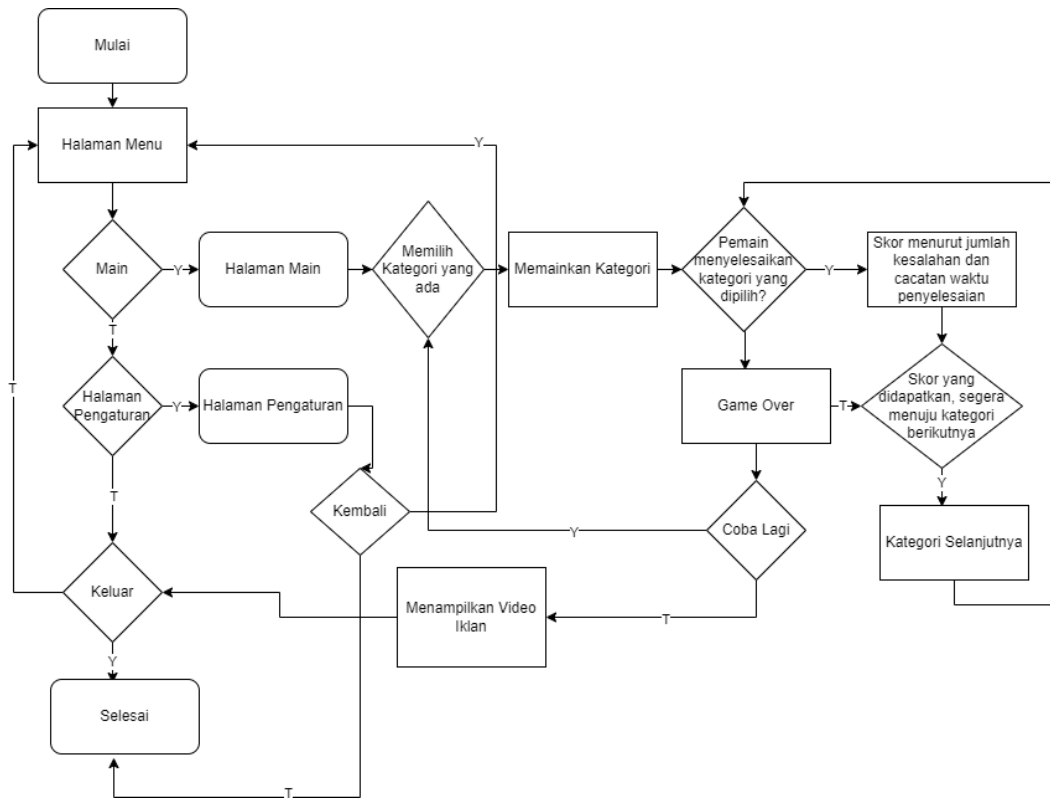 Mulai
Halaman Menu
Y
Main
Y
Halaman Main
Memilih
Kategori yang
ada
Memainkan Kategori
Pemain
menyelesaikan
kategori yang
dipilih?
Y
Skor menurut jumlah
kesalahan dan
cacatan waktu
penyelesaian
T
T
Halaman
Pengaturan
Y
Halaman Pengaturan
Game Over
T
Skor yang
didapatkan, segera
menuju kategori
berikutnya
T
Kembali
Y
Coba Lagi
Y
Kategori Selanjutnya
Keluar
Menampilkan Video
Iklan
T
Y
Selesai
T